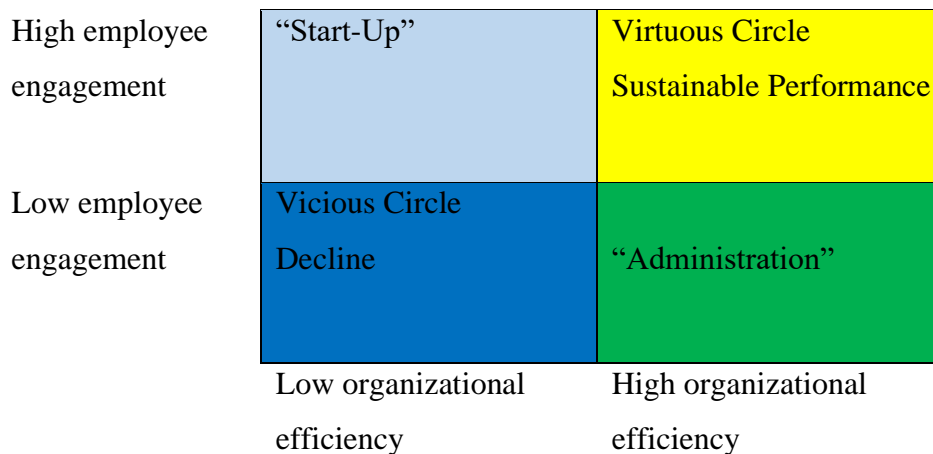 High employee
engagement
“Start-Up”
Virtuous Circle
Sustainable Performance
Low employee
engagement
Vicious Circle
Decline
“Administration”
Low organizational
efficiency
High organizational
efficiency